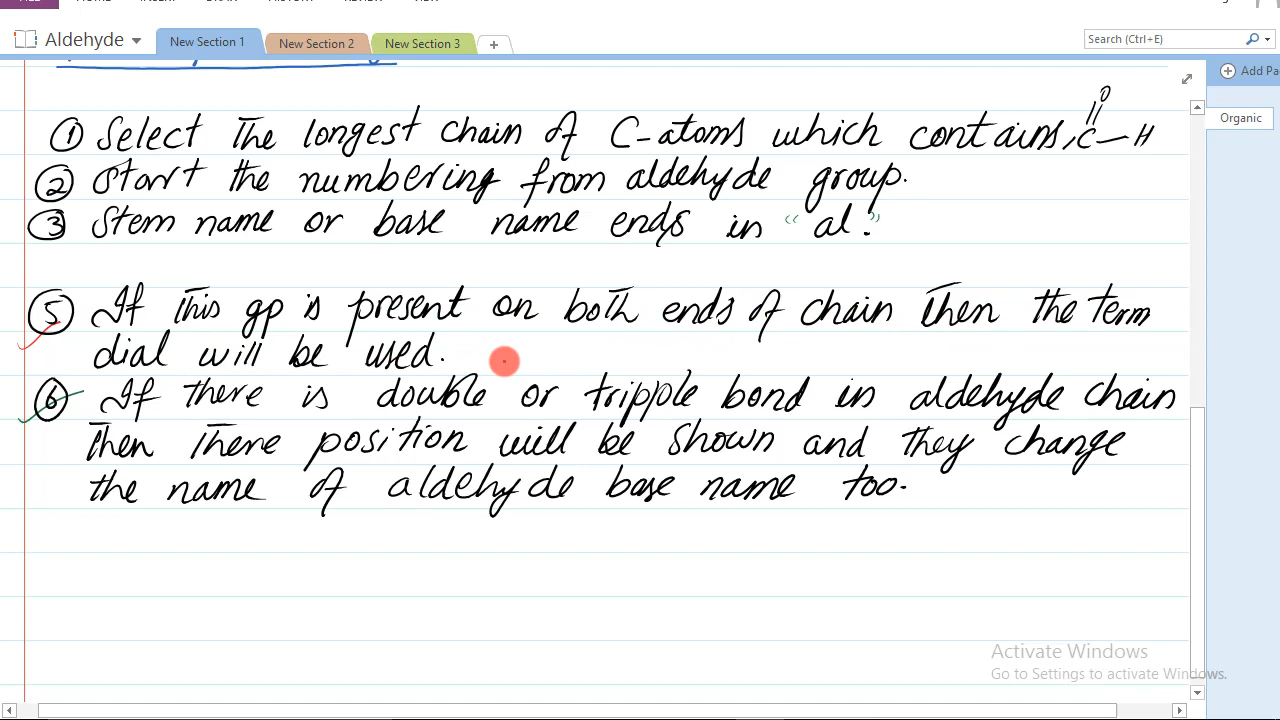 Aldehyde
New Section 1
New Section 2
New Section 3
Search (Ctrl+E)
Add Pa
Organic
① Select The longest chain of C-atoms which contains, O
C—H
② Start the numbering from aldehyde group.
③ Stem name or base name ends in "al."
⑤ If This gp is present on both ends of chain Then the term
dial will be used.
⑥ If there is double or tripple bond in aldehyde chain
Then There position will be shown and they change
the name of aldehyde base name too.
Activate Windows
Go to Settings to activate Windows.